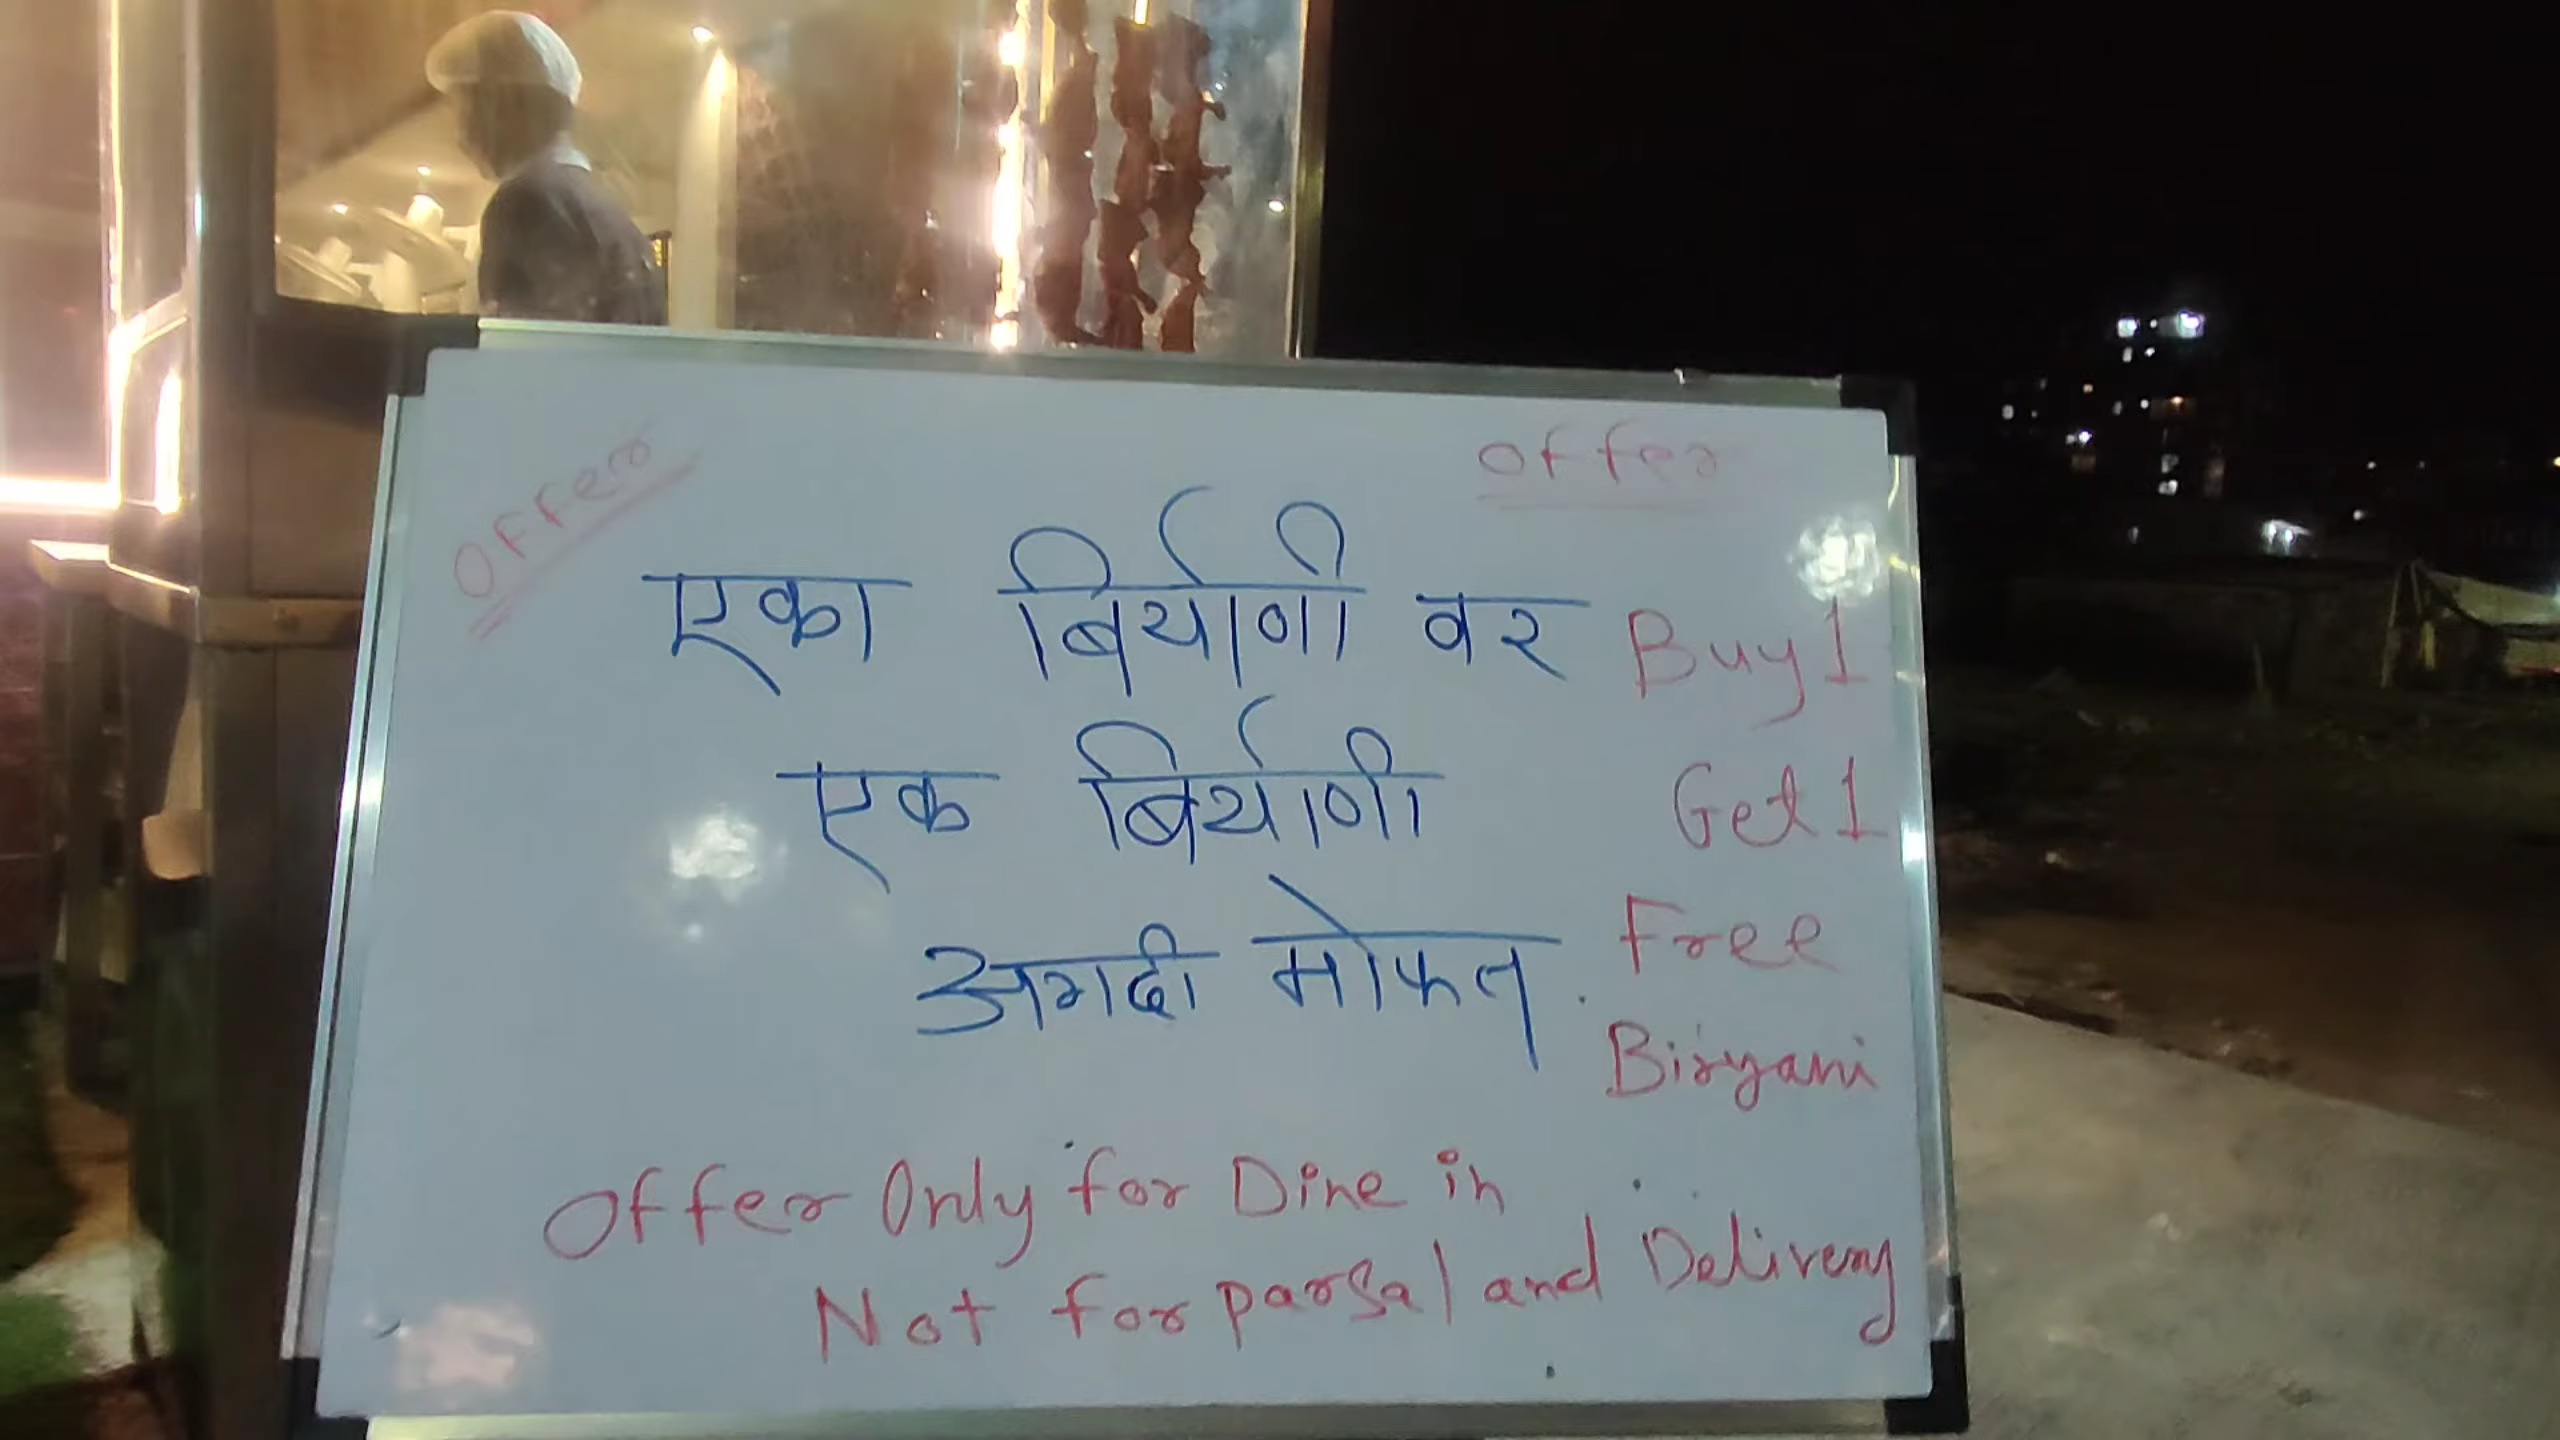 Offer
offer
एका बिर्याणी वर
एक बिर्याणी
अगदी मोफत.
Buy 1
Get 1
Free
Biryani
Offer Only for Dine in
Not for parsal and Delivery